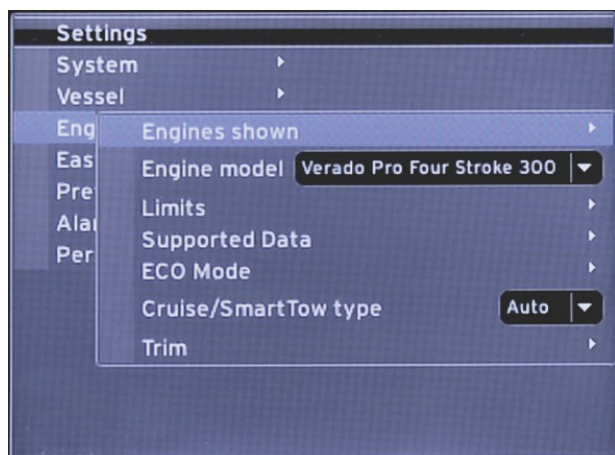 Settings
System
Vessel
Eng
Engines shown
Eas
Engine model Verado Pro Four Stroke 300
Pre
Limits
Alar
Supported Data
Per
ECO Mode
Cruise/SmartTow type Auto
Trim